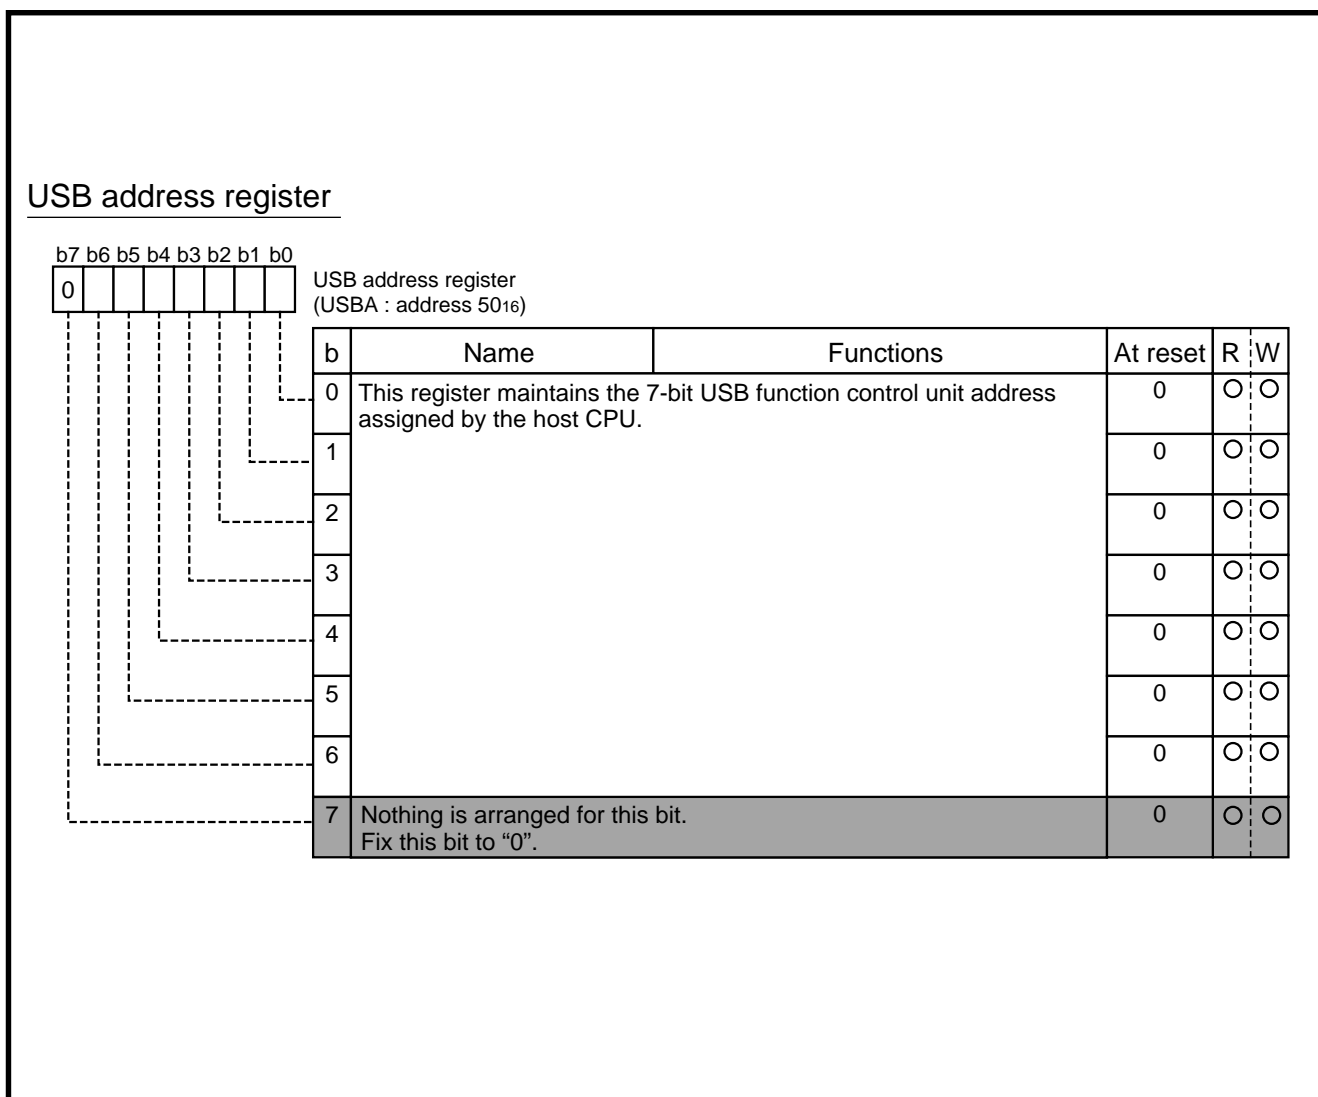 USB address register
b7 b6 b5 b4 b3 b2 b1 b0
0
USB address register
(USBA : address 5016)
b Name Functions At reset R W
0 This register maintains the 7-bit USB function control unit address 0 O O
assigned by the host CPU.
1 0 O O
2 0 O O
3 0 O O
4 0 O O
5 0 O O
6 0 O O
7 Nothing is arranged for this bit. 0 O O
Fix this bit to “0”.